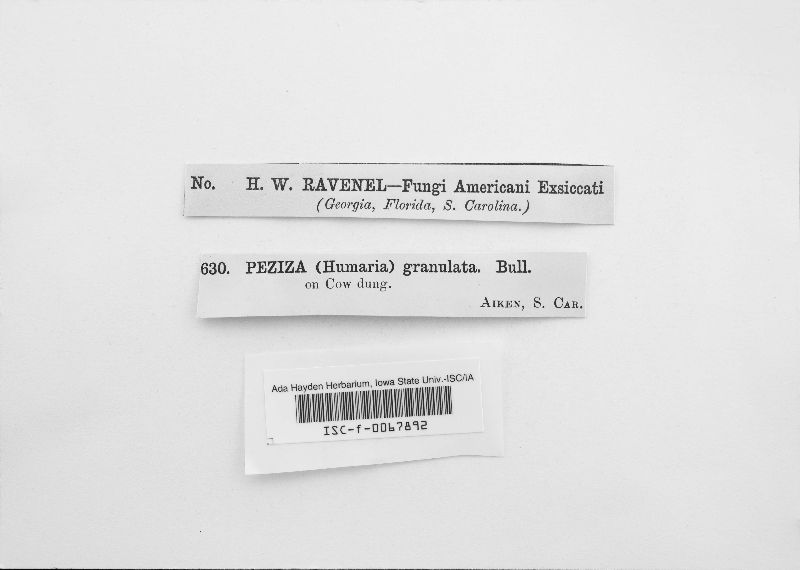 No. H. W. RAVENEL—Fungi Americani Exsiccati
(Georgia, Florida, S. Carolina.)
630. PEZIZA (Humaria) granulata. Bull.
on Cow dung.
AIKEN, S. CAR.
Ada Hayden Herbarium, Iowa State Univ.-ISC/IA
ISC-f-0067892